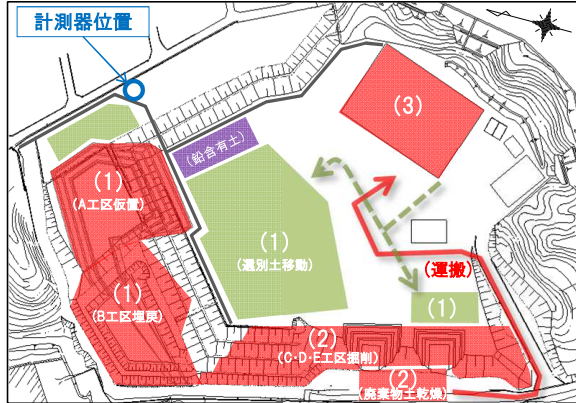 計測器位置
(3)
(鉛含有土)
(1)
(A工区仮置)
(1)
(選別土移動)
(運搬)
(1)
(B工区埋戻)
(1)
(2)
(C・D・E工区掘削)
(2)
(廃棄物土乾燥)